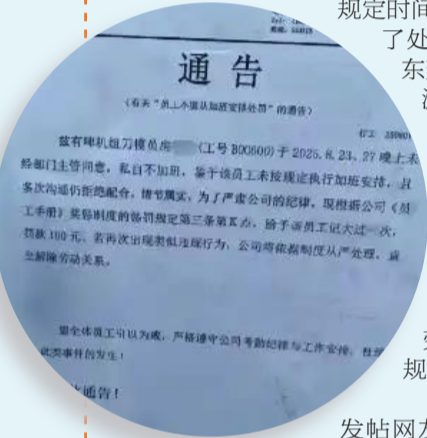 规定时间
了处
东
通告
（有关“员工不服从加班安排处罚”的通告）
兹有啤机组刀模员房 （工号B00600）于2025.8.23、27晚上未
经部门主管同意，私自不加班，鉴于该员工未按规定执行加班安排，且
多次沟通仍拒绝配合，情节属实，为了严肃公司的纪律，现根据公司《员
工手册》奖惩制度的惩罚规定第三条第 点，给予该员工记大过一次，
罚款100元，若再次出现类似违规行为，公司将依据制度从严处理，直
至解除劳动关系。
望全体员工引以为戒，严格遵守公司考勤纪律与工作安排，杜绝
此类事件的发生！
通告！
规
发帖网友